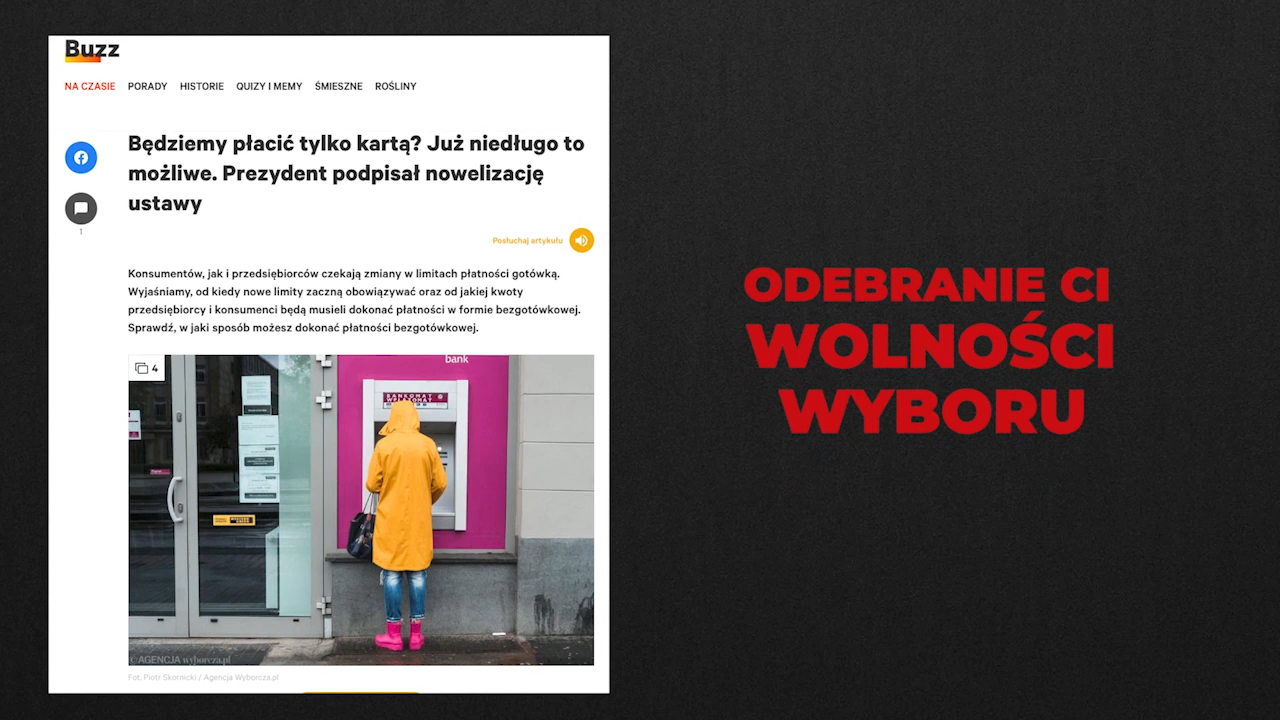 Buzz
NA CZASIE PORADY HISTORIE QUIZY I MEMY ŚMIESZNE ROŚLINY
Będziemy płacić tylko kartą? Już niedługo to
możliwe. Prezydent podpisał nowelizację
ustawy
1
Posłuchaj artykułu
Konsumentów, jak i przedsiębiorców czekają zmiany w limitach płatności gotówką.
Wyjaśniamy, od kiedy nowe limity zaczną obowiązywać oraz od jakiej kwoty
przedsiębiorcy i konsumenci będą musieli dokonać płatności w formie bezgotówkowej.
Sprawdź, w jaki sposób możesz dokonać płatności bezgotówkowej.
4
bank
BANKOMAT
WPŁATOMAT
©AGENCJA wyborcza.pl
Fot. Piotr Skornicki / Agencja Wyborcza.pl
ODEBRANIE CI
WOLNOŚCI
WYBORU